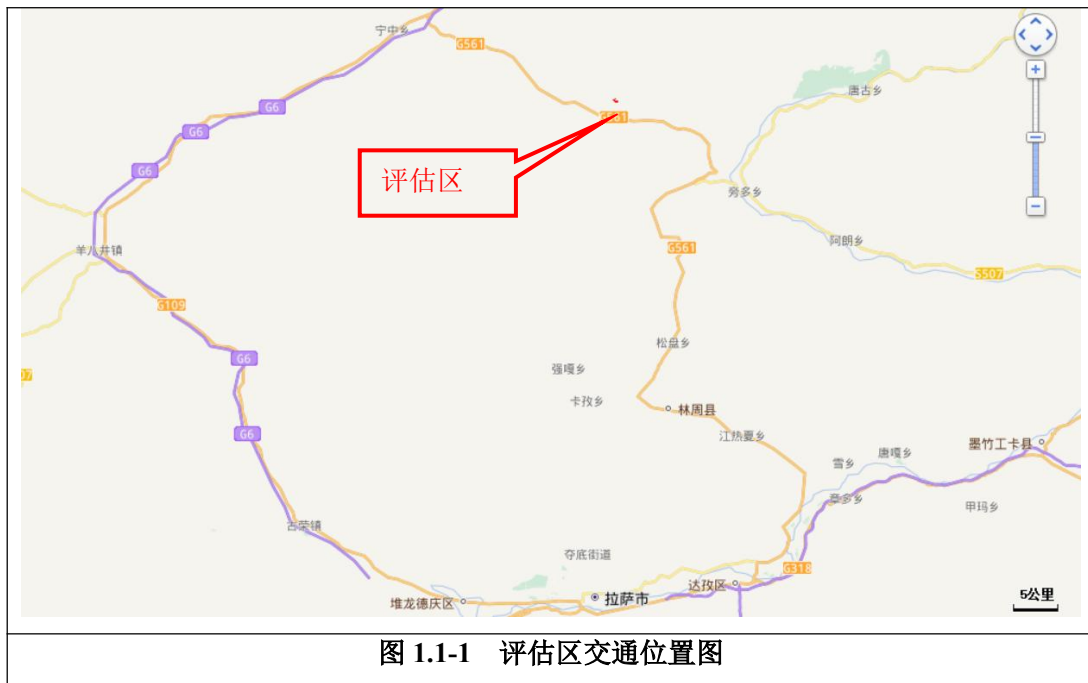 宁中乡
G561
唐古乡
G6
G561
G6
评估区
G6
旁多乡
阿朗乡
羊八井镇
G561
S507
G109
松盘乡
G6
强嘎乡
卡孜乡
林周县
G6
江热夏乡
墨竹工卡县
唐嘎乡
雪乡
章多乡
甲玛乡
古荣镇
夺底街道
G318
达孜区
堆龙德庆区
拉萨市
5公里
图 1.1-1 评估区交通位置图